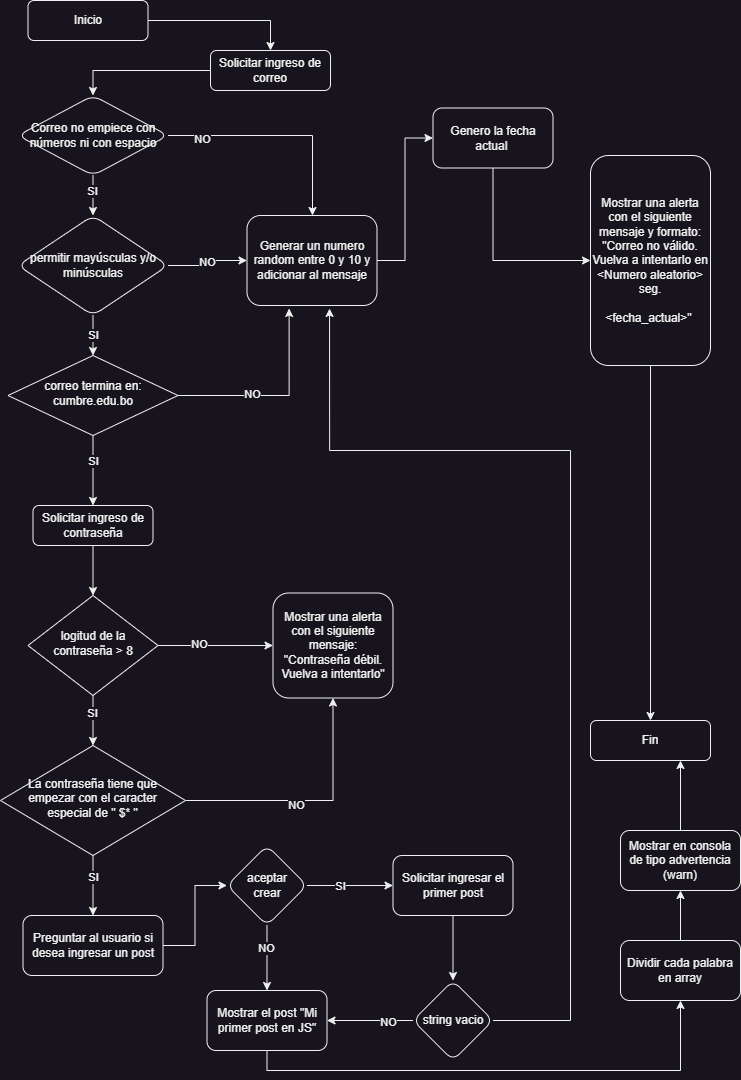 Inicio
Solicitar ingreso de
correo
Correo no empiece con
números ni con espacio
NO
SI
permitir mayúsculas y/o
minúsculas
NO
SI
correo termina en:
cumbre.edu.bo
NO
SI
Generar un numero
random entre 0 y 10 y
adicionar al mensaje
Genero la fecha
actual
Mostrar una alerta
con el siguiente
mensaje y formato:
"Correo no válido.
Vuelva a intentarlo en
<Numero aleatorio>
seg.
<fecha_actual>"
Solicitar ingreso de
contraseña
logitud de la
contraseña > 8
NO
SI
Mostrar una alerta
con el siguiente
mensaje:
"Contraseña débil.
Vuelva a intentarlo"
La contraseña tiene que
empezar con el caracter
especial de " $* "
NO
SI
Preguntar al usuario si
desea ingresar un post
aceptar
crear
SI
NO
Solicitar ingresar el
primer post
string vacio
NO
Mostrar el post "Mi
primer post en JS"
Dividir cada palabra
en array
Mostrar en consola
de tipo advertencia
(warn)
Fin